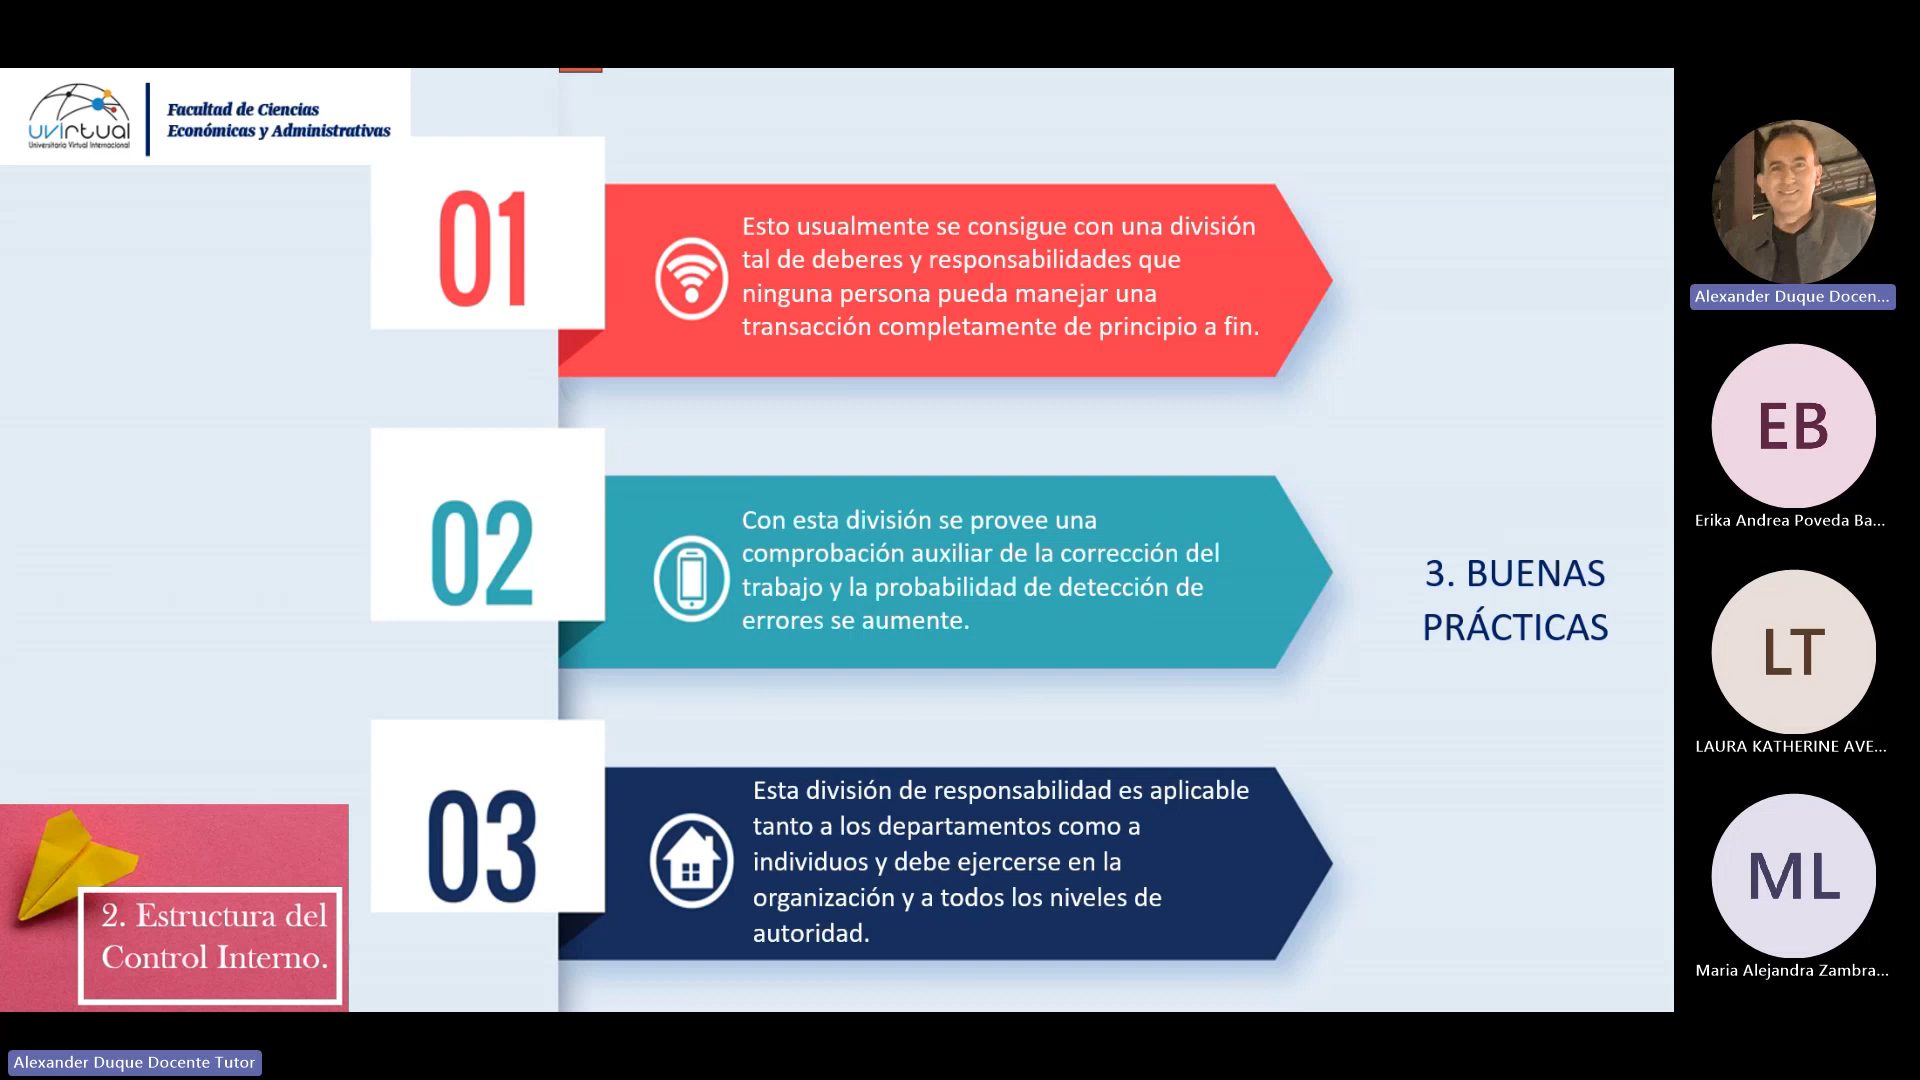 uvirtual
Universitaria Virtual Internacional
Facultad de Ciencias
Económicas y Administrativas
01
Esto usualmente se consigue con una división
tal de deberes y responsabilidades que
ninguna persona pueda manejar una
transacción completamente de principio a fin.
02
Con esta división se provee una
comprobación auxiliar de la corrección del
trabajo y la probabilidad de detección de
errores se aumente.
03
Esta división de responsabilidad es aplicable
tanto a los departamentos como a
individuos y debe ejercerse en la
organización y a todos los niveles de
autoridad.
3. BUENAS
PRÁCTICAS
2. Estructura del
Control Interno.
Alexander Duque Docente Tutor
Alexander Duque Docen...
EB
Erika Andrea Poveda Ba...
LT
LAURA KATHERINE AVE...
ML
Maria Alejandra Zambra...